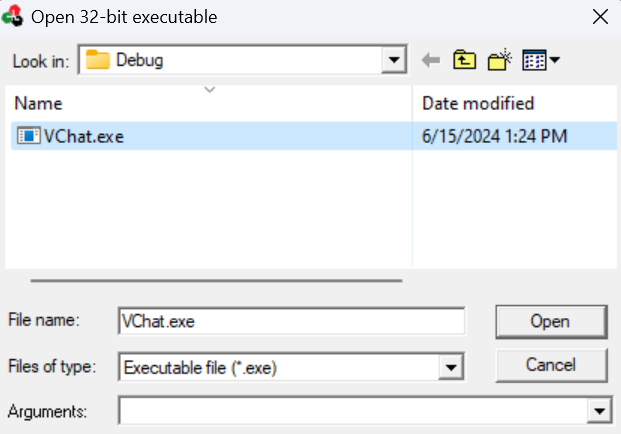 Open 32-bit executable
Look in: Debug
Name Date modified
VChat.exe 6/15/2024 1:24 PM
File name: VChat.exe Open
Files of type: Executable file (*.exe) Cancel
Arguments: